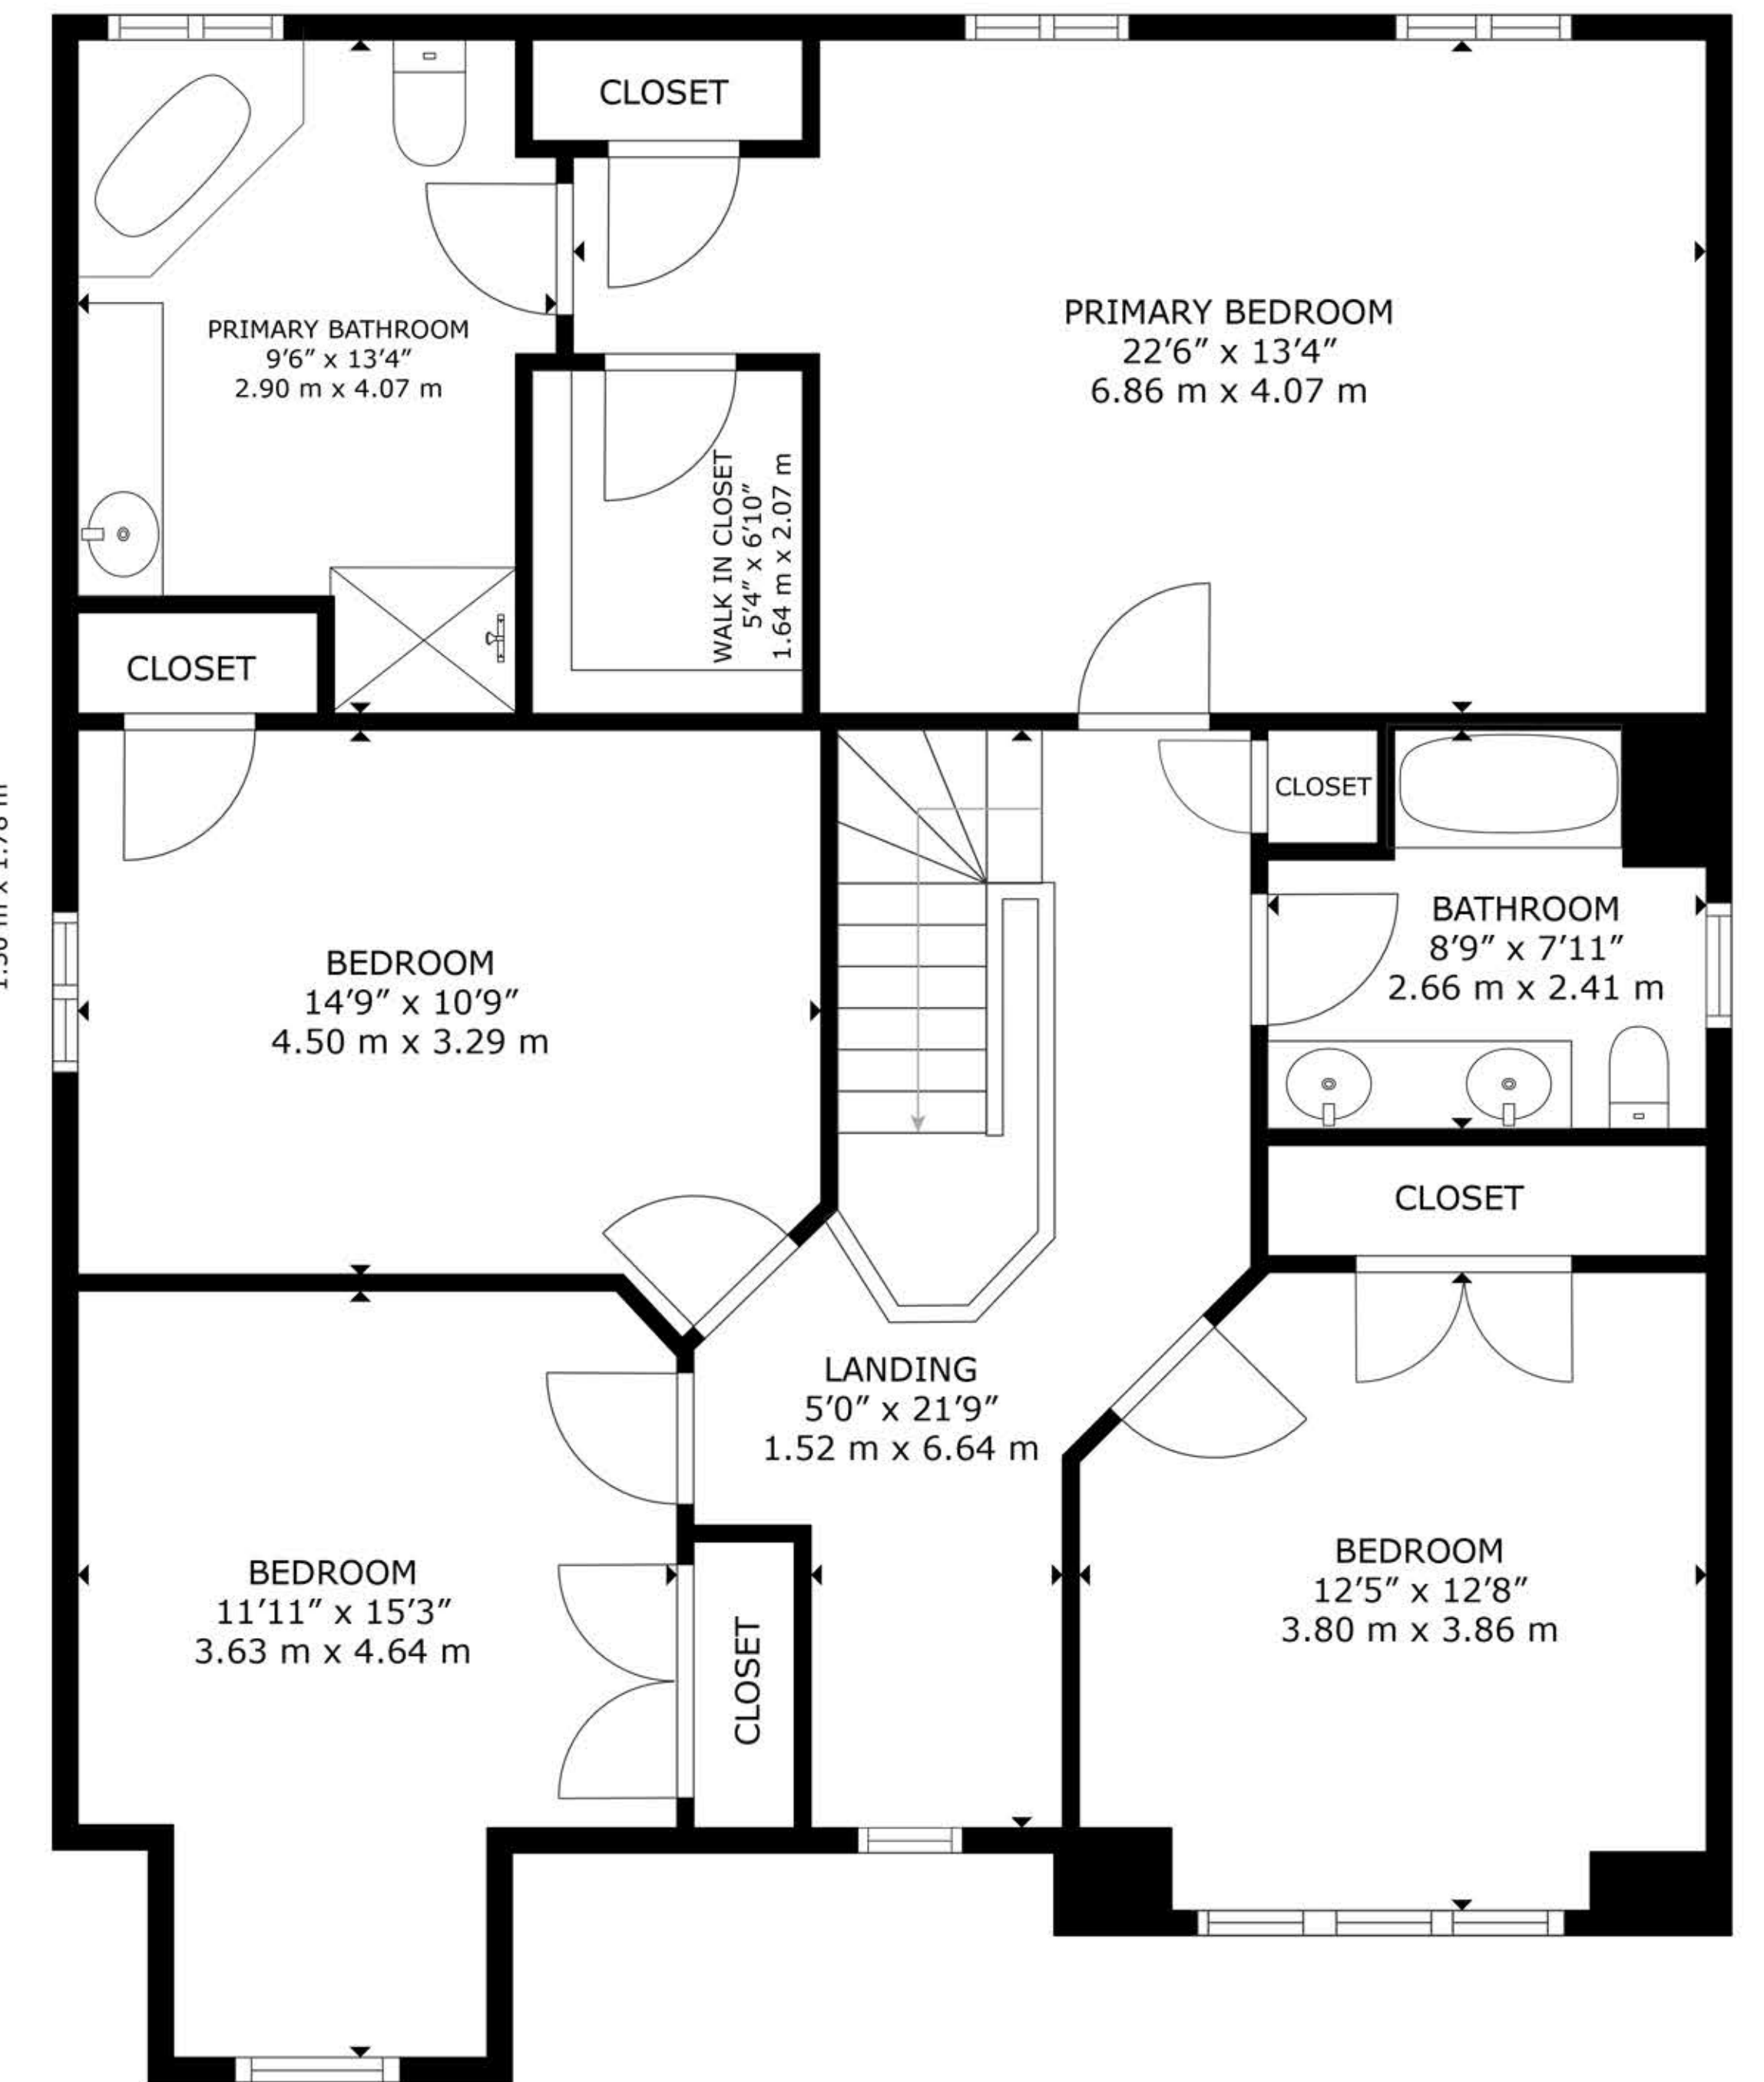 CLOSET
PRIMARY BATHROOM
9'6" x 13'4"
2.90 m x 4.07 m
PRIMARY BEDROOM
22'6" x 13'4"
6.86 m x 4.07 m
WALK IN CLOSET
5'4" x 6'10"
1.64 m x 2.07 m
CLOSET
CLOSET
BEDROOM
14'9" x 10'9"
4.50 m x 3.29 m
BATHROOM
8'9" x 7'11"
2.66 m x 2.41 m
CLOSET
LANDING
5'0" x 21'9"
1.52 m x 6.64 m
BEDROOM
11'11" x 15'3"
3.63 m x 4.64 m
CLOSET
BEDROOM
12'5" x 12'8"
3.80 m x 3.86 m